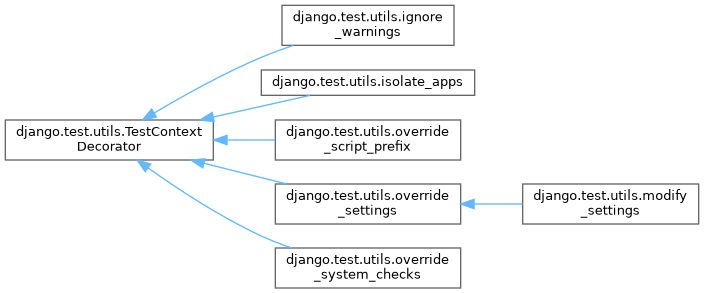 django.test.utils.ignore
_warnings
django.test.utils.isolate_apps
django.test.utils.TestContext
Decorator
django.test.utils.override
_script_prefix
django.test.utils.override
_settings
django.test.utils.modify
_settings
django.test.utils.override
_system_checks